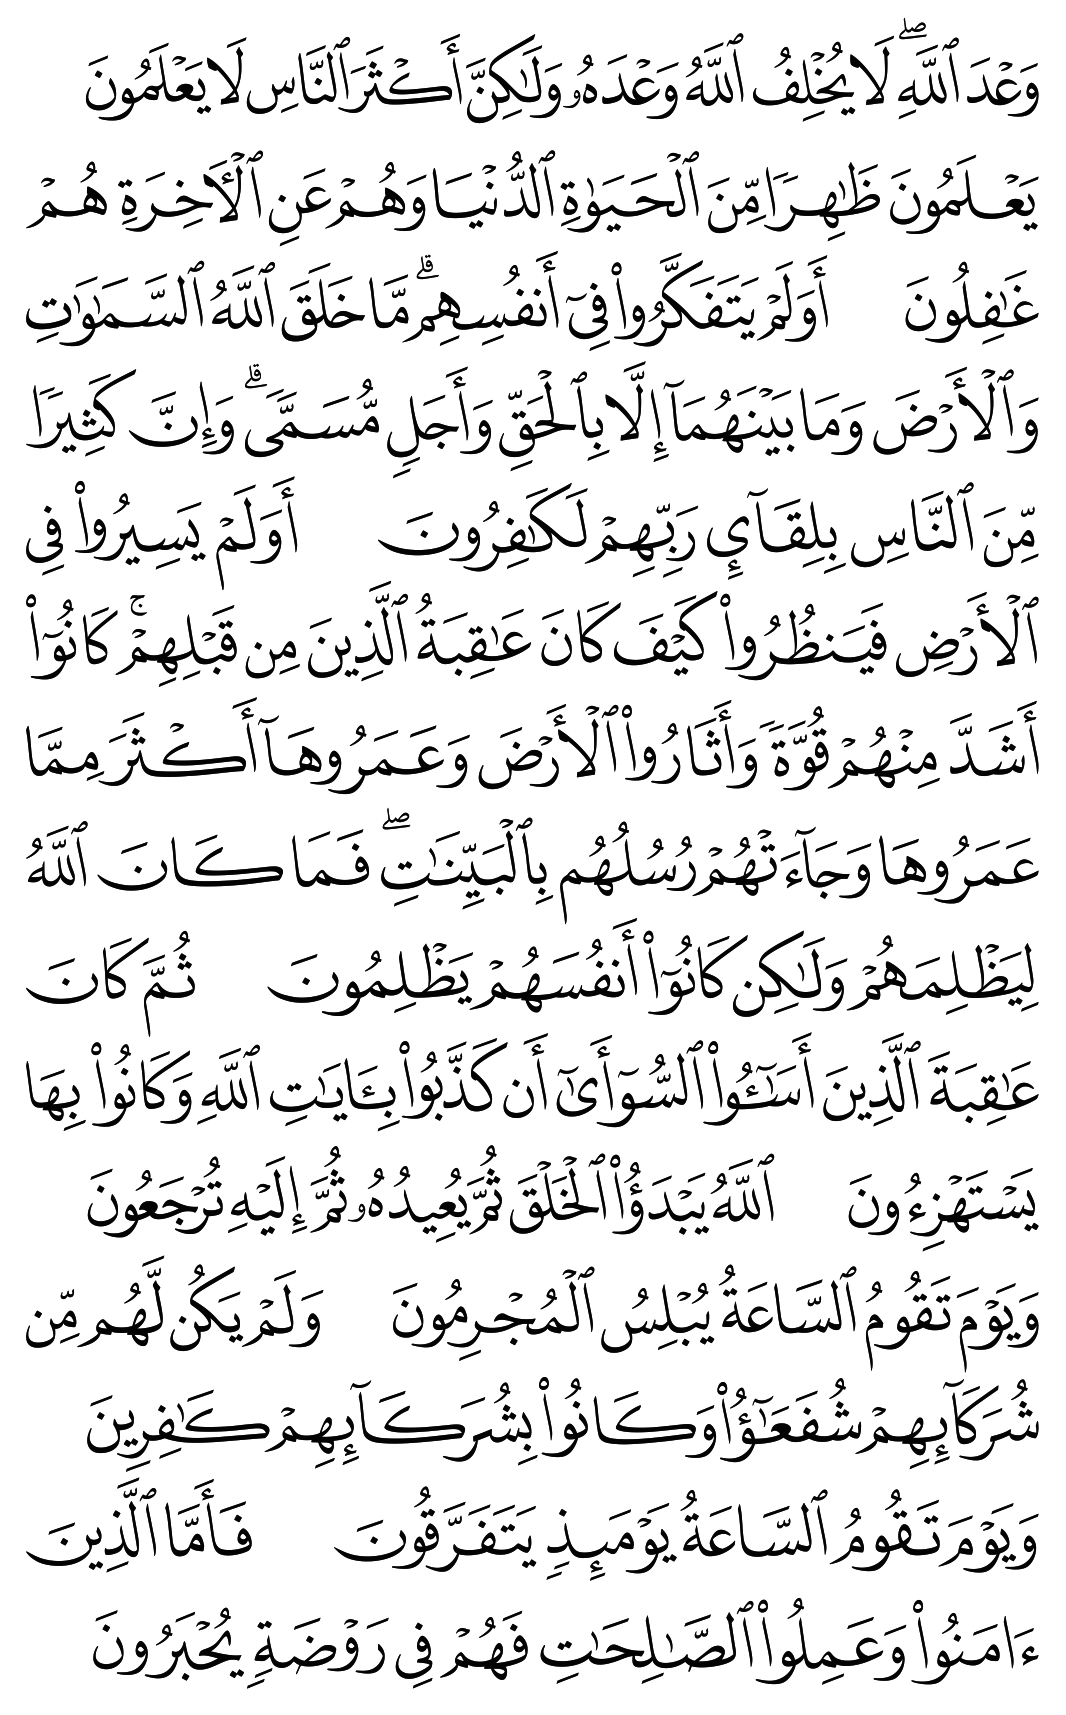 وَعْدَ ٱللَّهِ ۖ لَا يُخْلِفُ ٱللَّهُ وَعْدَهُۥ وَلَـٰكِنَّ أَكْثَرَ ٱلنَّاسِ لَا يَعْلَمُونَ
يَعْلَمُونَ ظَـٰهِرًا مِّنَ ٱلْحَيَوٰةِ ٱلدُّنْيَا وَهُمْ عَنِ ٱلْـَٔاخِرَةِ هُمْ
غَـٰفِلُونَ أَوَلَمْ يَتَفَكَّرُوا۟ فِىٓ أَنفُسِهِم ۗ مَّا خَلَقَ ٱللَّهُ ٱلسَّمَـٰوَٰتِ
وَٱلْأَرْضَ وَمَا بَيْنَهُمَآ إِلَّا بِٱلْحَقِّ وَأَجَلٍ مُّسَمًّى ۗ وَإِنَّ كَثِيرًا
مِّنَ ٱلنَّاسِ بِلِقَآئِ رَبِّهِمْ لَكَـٰفِرُونَ أَوَلَمْ يَسِيرُوا۟ فِى
ٱلْأَرْضِ فَيَنظُرُوا۟ كَيْفَ كَانَ عَـٰقِبَةُ ٱلَّذِينَ مِن قَبْلِهِمْ ۚ كَانُوٓا۟
أَشَدَّ مِنْهُمْ قُوَّةً وَأَثَارُوا۟ ٱلْأَرْضَ وَعَمَرُوهَآ أَكْثَرَ مِمَّا
عَمَرُوهَا وَجَآءَتْهُمْ رُسُلُهُم بِٱلْبَيِّنَـٰتِ ۖ فَمَا كَانَ ٱللَّهُ
لِيَظْلِمَهُمْ وَلَـٰكِن كَانُوٓا۟ أَنفُسَهُمْ يَظْلِمُونَ ثُمَّ كَانَ
عَـٰقِبَةَ ٱلَّذِينَ أَسَـٰٓـُٔوا۟ ٱلسُّوٓأَىٰٓ أَن كَذَّبُوا۟ بِـَٔايَـٰتِ ٱللَّهِ وَكَانُوا۟ بِهَا
يَسْتَهْزِءُونَ ٱللَّهُ يَبْدَؤُا۟ ٱلْخَلْقَ ثُمَّ يُعِيدُهُۥ ثُمَّ إِلَيْهِ تُرْجَعُونَ
وَيَوْمَ تَقُومُ ٱلسَّاعَةُ يُبْلِسُ ٱلْمُجْرِمُونَ وَلَمْ يَكُن لَّهُم مِّن
شُرَكَآئِهِمْ شُفَعَـٰٓؤُا۟ وَكَانُوا۟ بِشُرَكَآئِهِمْ كَـٰفِرِينَ
وَيَوْمَ تَقُومُ ٱلسَّاعَةُ يَوْمَئِذٍ يَتَفَرَّقُونَ فَأَمَّا ٱلَّذِينَ
ءَامَنُوا۟ وَعَمِلُوا۟ ٱلصَّـٰلِحَـٰتِ فَهُمْ فِى رَوْضَةٍ يُحْبَرُونَ